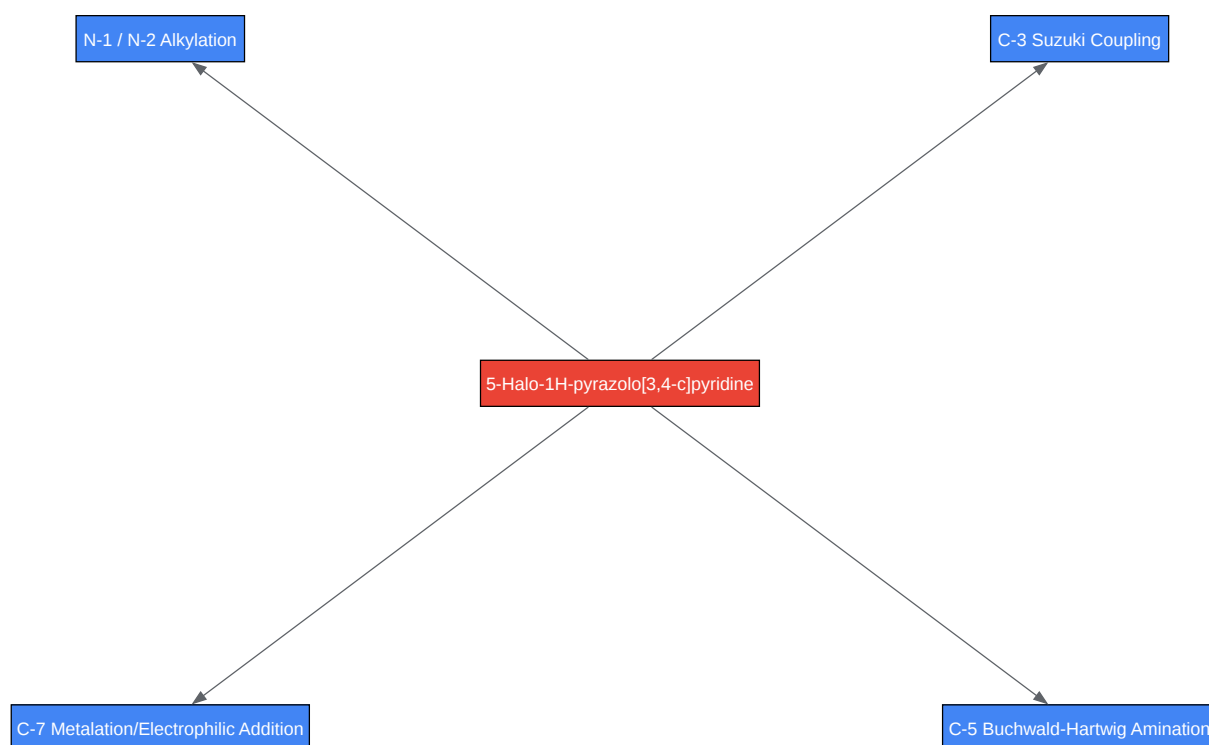 N-1 / N-2 Alkylation
C-3 Suzuki Coupling
5-Halo-1H-pyrazolo[3,4-c]pyridine
C-7 Metalation/Electrophilic Addition
C-5 Buchwald-Hartwig Amination